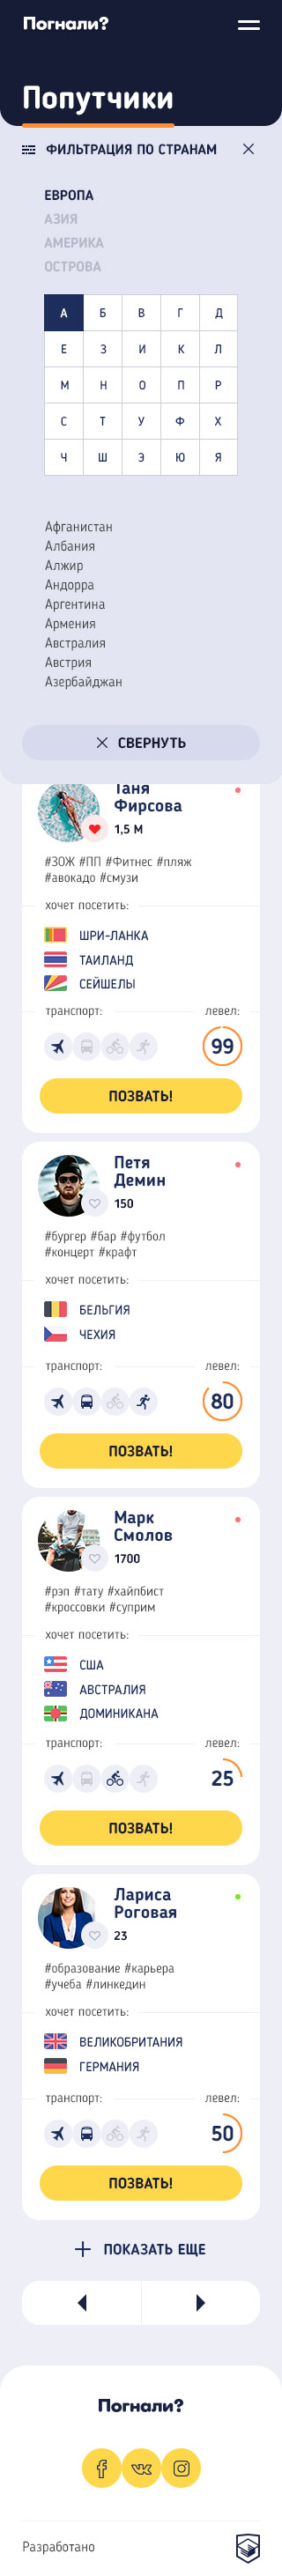 Погнали?
Попутчики
ФИЛЬТРАЦИЯ ПО СТРАНАМ
ЕВРОПА
АЗИЯ
АМЕРИКА
ОСТРОВА
А Б В Г Д
Е З И К Л
М Н О П Р
С Т У Ф Х
Ч Ш Э Ю Я
Афганистан
Албания
Алжир
Андорра
Аргентина
Армения
Австралия
Австрия
Азербайджан
СВЕРНУТЬ
Таня
Фирсова
1,5 М
#ЗОЖ #ПП #Фитнес #пляж
#авокадо #смузи
хочет посетить:
ШРИ-ЛАНКА
ТАИЛАНД
СЕЙШЕЛЫ
транспорт: левел:
99
ПОЗВАТЬ!
Петя
Демин
150
#бургер #бар #футбол
#концерт #крафт
хочет посетить:
БЕЛЬГИЯ
ЧЕХИЯ
транспорт: левел:
80
ПОЗВАТЬ!
Марк
Смолов
1700
#рэп #тату #хайпбист
#кроссовки #суприм
хочет посетить:
США
АВСТРАЛИЯ
ДОМИНИКАНА
транспорт: левел:
25
ПОЗВАТЬ!
Лариса
Роговая
23
#образование #карьера
#учеба #линкедин
хочет посетить:
ВЕЛИКОБРИТАНИЯ
ГЕРМАНИЯ
транспорт: левел:
50
ПОЗВАТЬ!
ПОКАЗАТЬ ЕЩЕ
Погнали?
Разработано